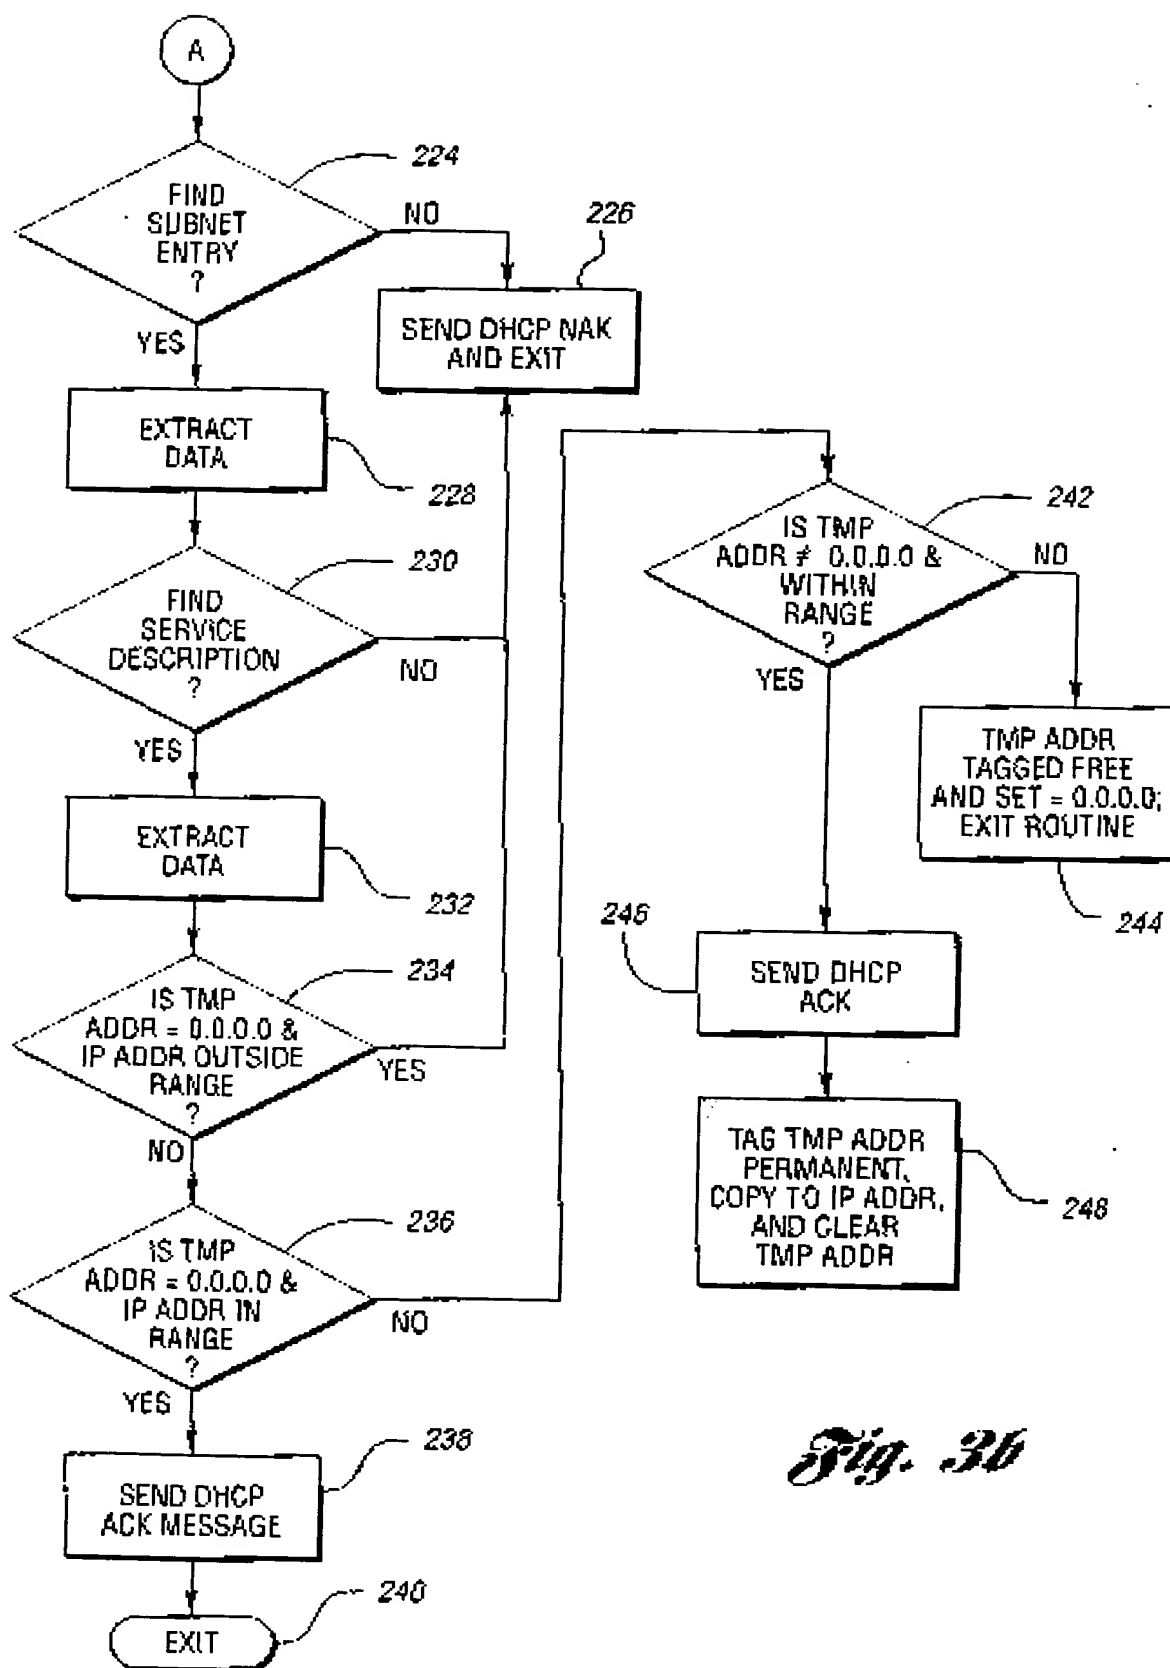 A
224
FIND
SUBNET
ENTRY
?
NO
YES
226
SEND DHCP NAK
AND EXIT
EXTRACT
DATA
228
230
FIND
SERVICE
DESCRIPTION
?
NO
YES
EXTRACT
DATA
232
234
IS TMP
ADDR = 0.0.0.0 &
IP ADDR OUTSIDE
RANGE
?
YES
NO
236
IS TMP
ADDR = 0.0.0.0 &
IP ADDR IN
RANGE
?
NO
YES
238
SEND DHCP
ACK MESSAGE
240
EXIT
242
IS TMP
ADDR ≠ 0.0.0.0 &
WITHIN
RANGE
?
NO
YES
TMP ADDR
TAGGED FREE
AND SET = 0.0.0.0;
EXIT ROUTINE
244
246
SEND DHCP
ACK
TAG TMP ADDR
PERMANENT,
COPY TO IP ADDR,
AND CLEAR
TMP ADDR
248
Fig. 3b